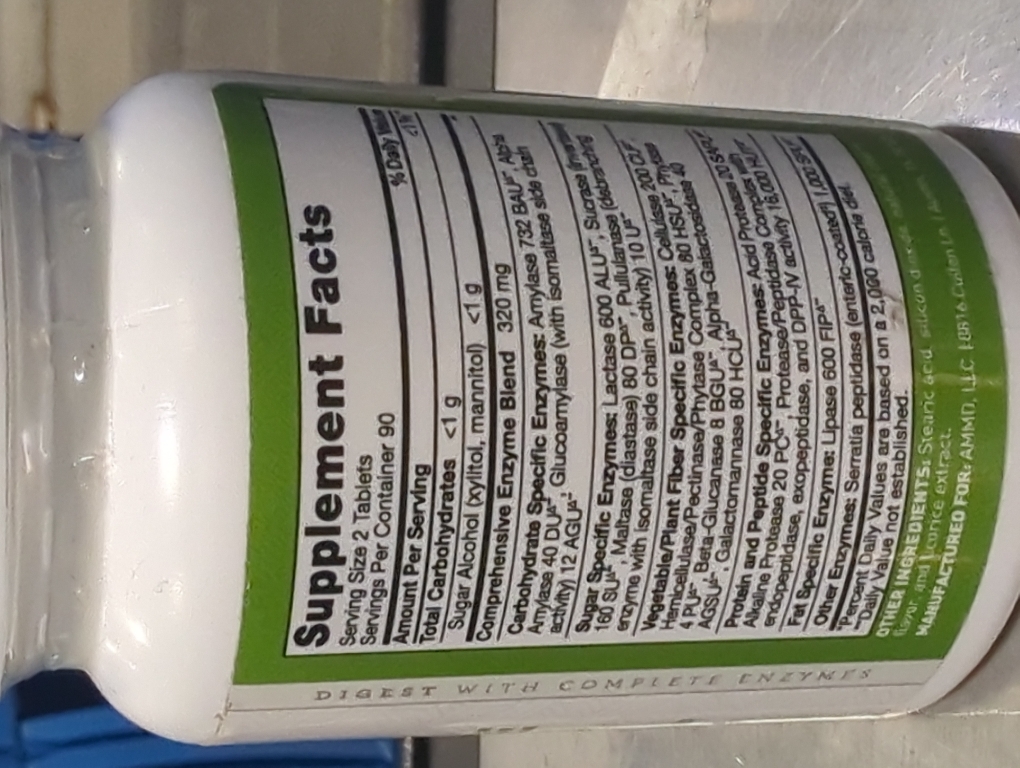 Supplement Facts
Serving Size 2 Tablets
Servings Per Container 90
Amount Per Serving % Daily Value
Total Carbohydrates <1 g <1%*
Sugar Alcohol (xylitol, mannitol) <1 g
Comprehensive Enzyme Blend 320 mg
Carbohydrate Specific Enzymes: Amylase 732 BAU, Alpha
Amylase 40 DU, Glucoamylase (with isomaltase side chain
activity) 12 AGU
Sugar Specific Enzymes: Lactase 600 ALU, Sucrase (Invertase)
160 SU, Maltase (diastase) 80 DP, Pullulanase (debranching
enzyme with isomaltase side chain activity) 10 U
Vegetable/Plant Fiber Specific Enzymes: Cellulase 200 CU,
Hemicellulase/Pectinase/Phytase Complex 80 HSU, Phytase
4 PU, Beta-Glucanase 8 BGU, Alpha-Galactosidase 40
AGSU, Galactomannase 80 HCU
Protein and Peptide Specific Enzymes: Acid Protease
Alkaline Protease 20 PC, Protease/Peptidase Complex with
endopeptidase, exopeptidase, and DPP-IV activity 16,000
Fat Specific Enzyme: Lipase 600 FIP
Other Enzymes: Serratia peptidase (enteric-coated) 1,000
*Percent Daily Values are based on a 2,000 calorie diet.
Daily Value not established.
OTHER INGREDIENTS: Stearic acid, silicon dioxide,
flavor, and licorice extract.
MANUFACTURED FOR: AMMD, LLC
DIGEST WITH COMPLETE ENZYMES